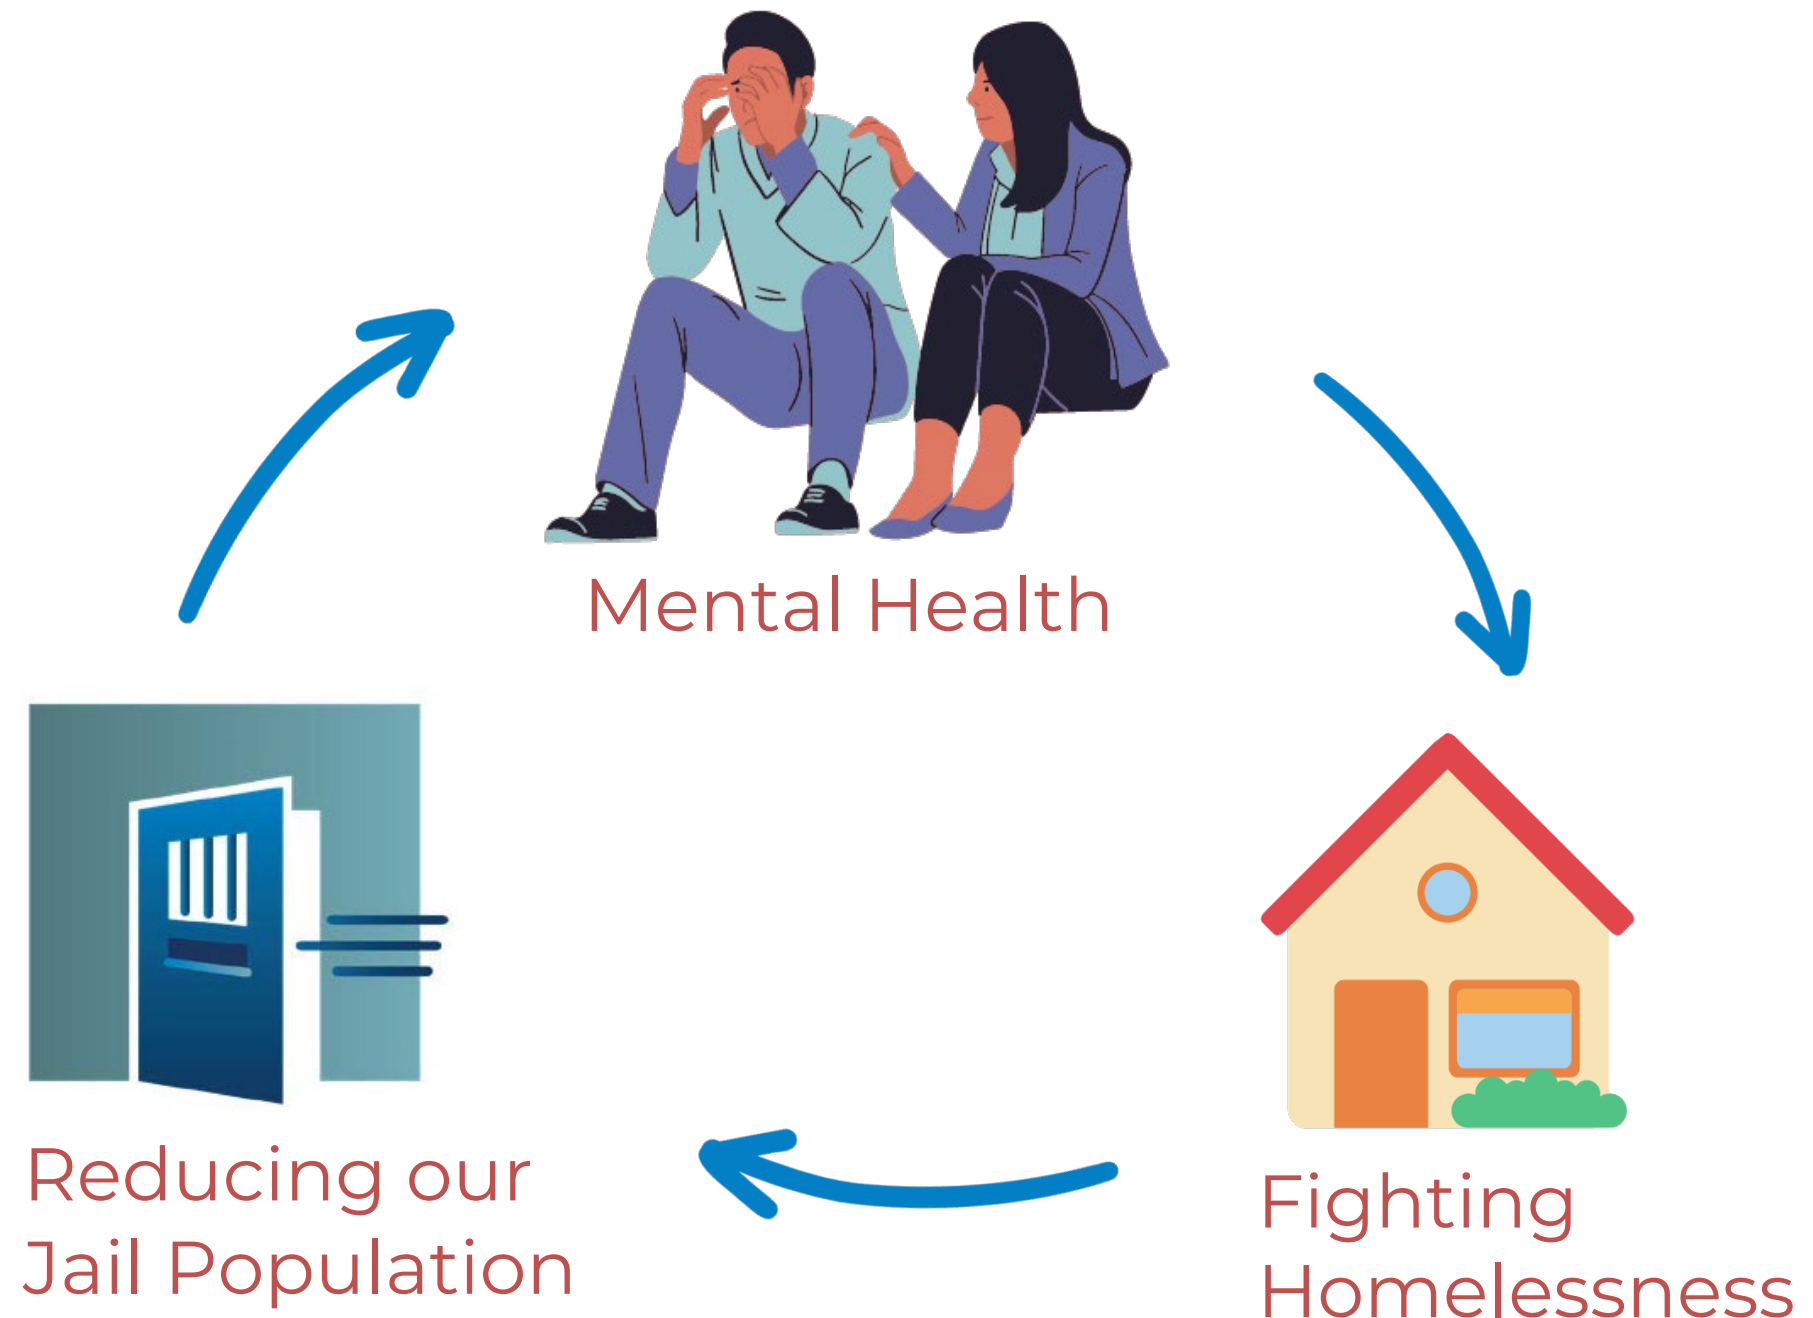 Mental Health
Reducing our
Jail Population
Fighting
Homelessness